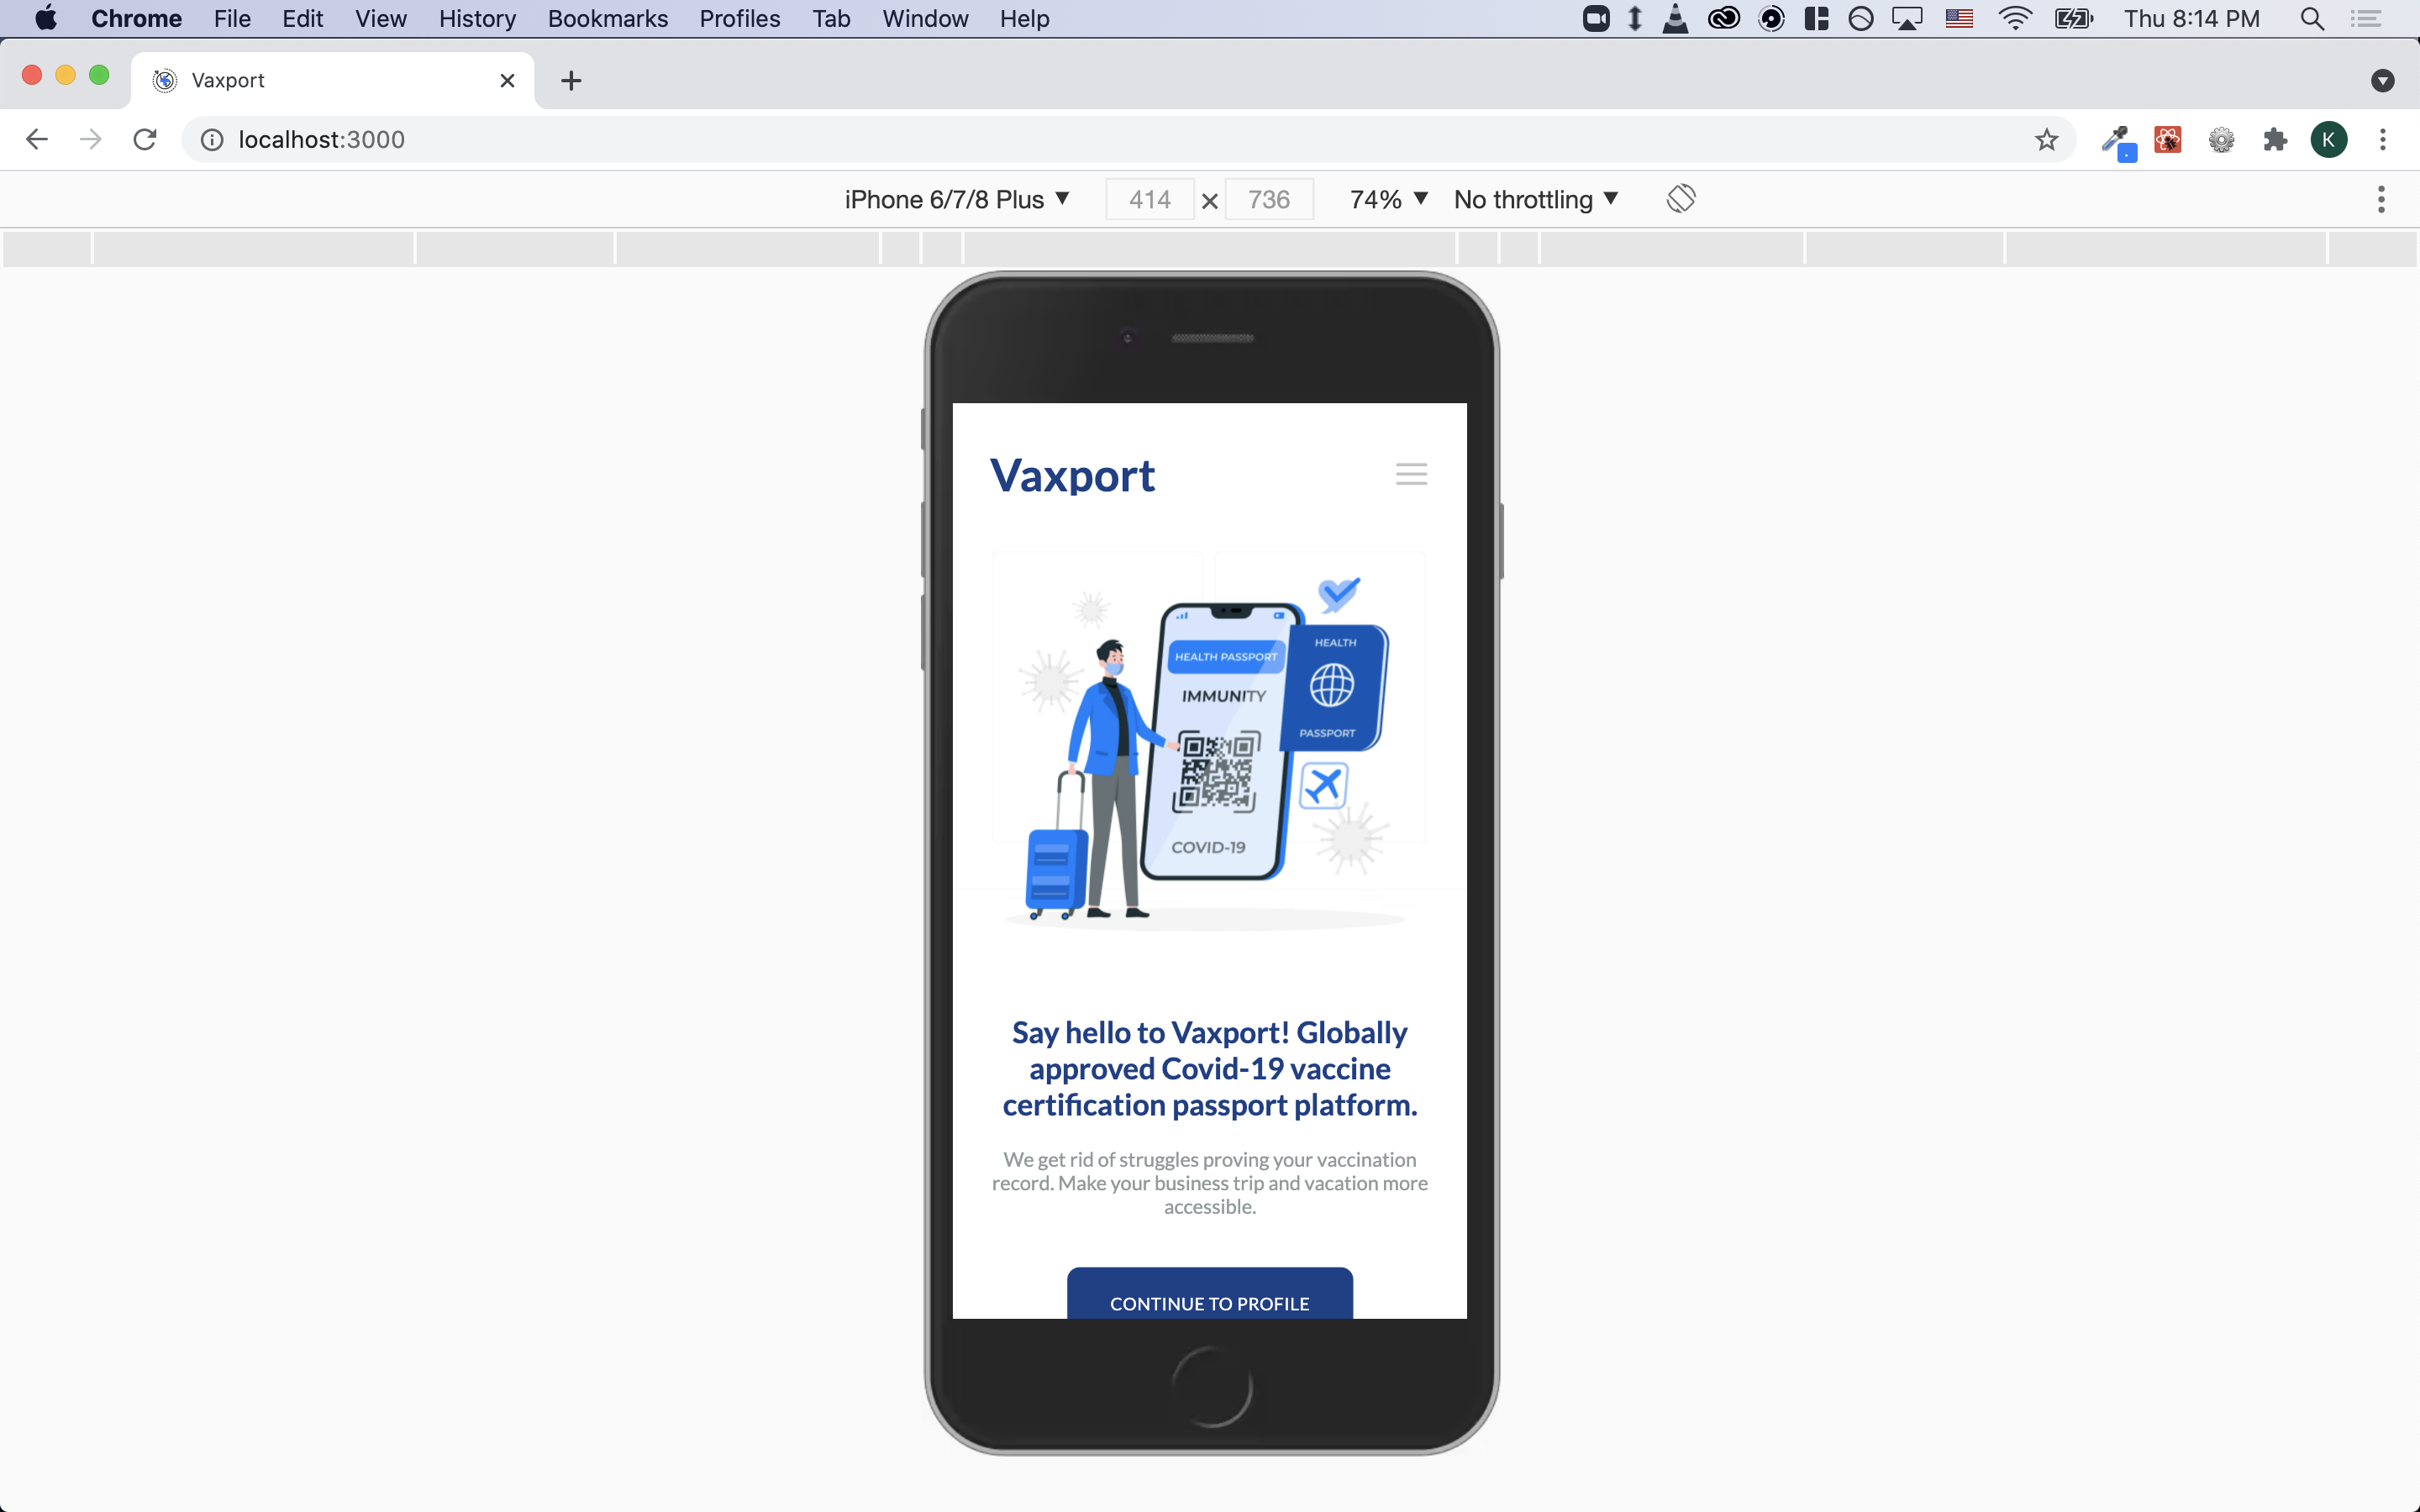 Chrome File Edit View History Bookmarks Profiles Tab Window Help Thu 8:14 PM
Vaxport
localhost:3000 K
iPhone 6/7/8 Plus 414 × 736 74% No throttling
Vaxport
HEALTH
HEALTH PASSPORT
IMMUNITY
PASSPORT
COVID-19
Say hello to Vaxport! Globally
approved Covid-19 vaccine
certification passport platform.
We get rid of struggles proving your vaccination
record. Make your business trip and vacation more
accessible.
CONTINUE TO PROFILE